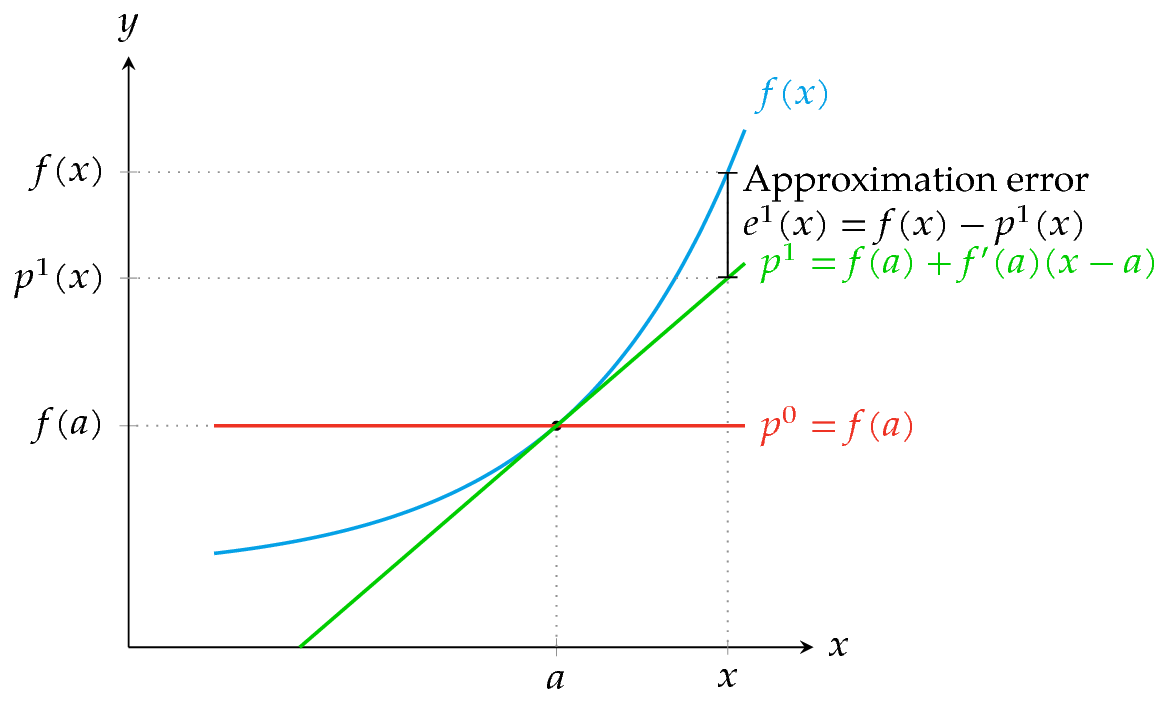 y
f(x)
f(x)
Approximation error
e¹(x) = f(x) − p¹(x)
p¹(x)
p¹ = f(a) + f′(a)(x − a)
f(a)
p⁰ = f(a)
x
a
x